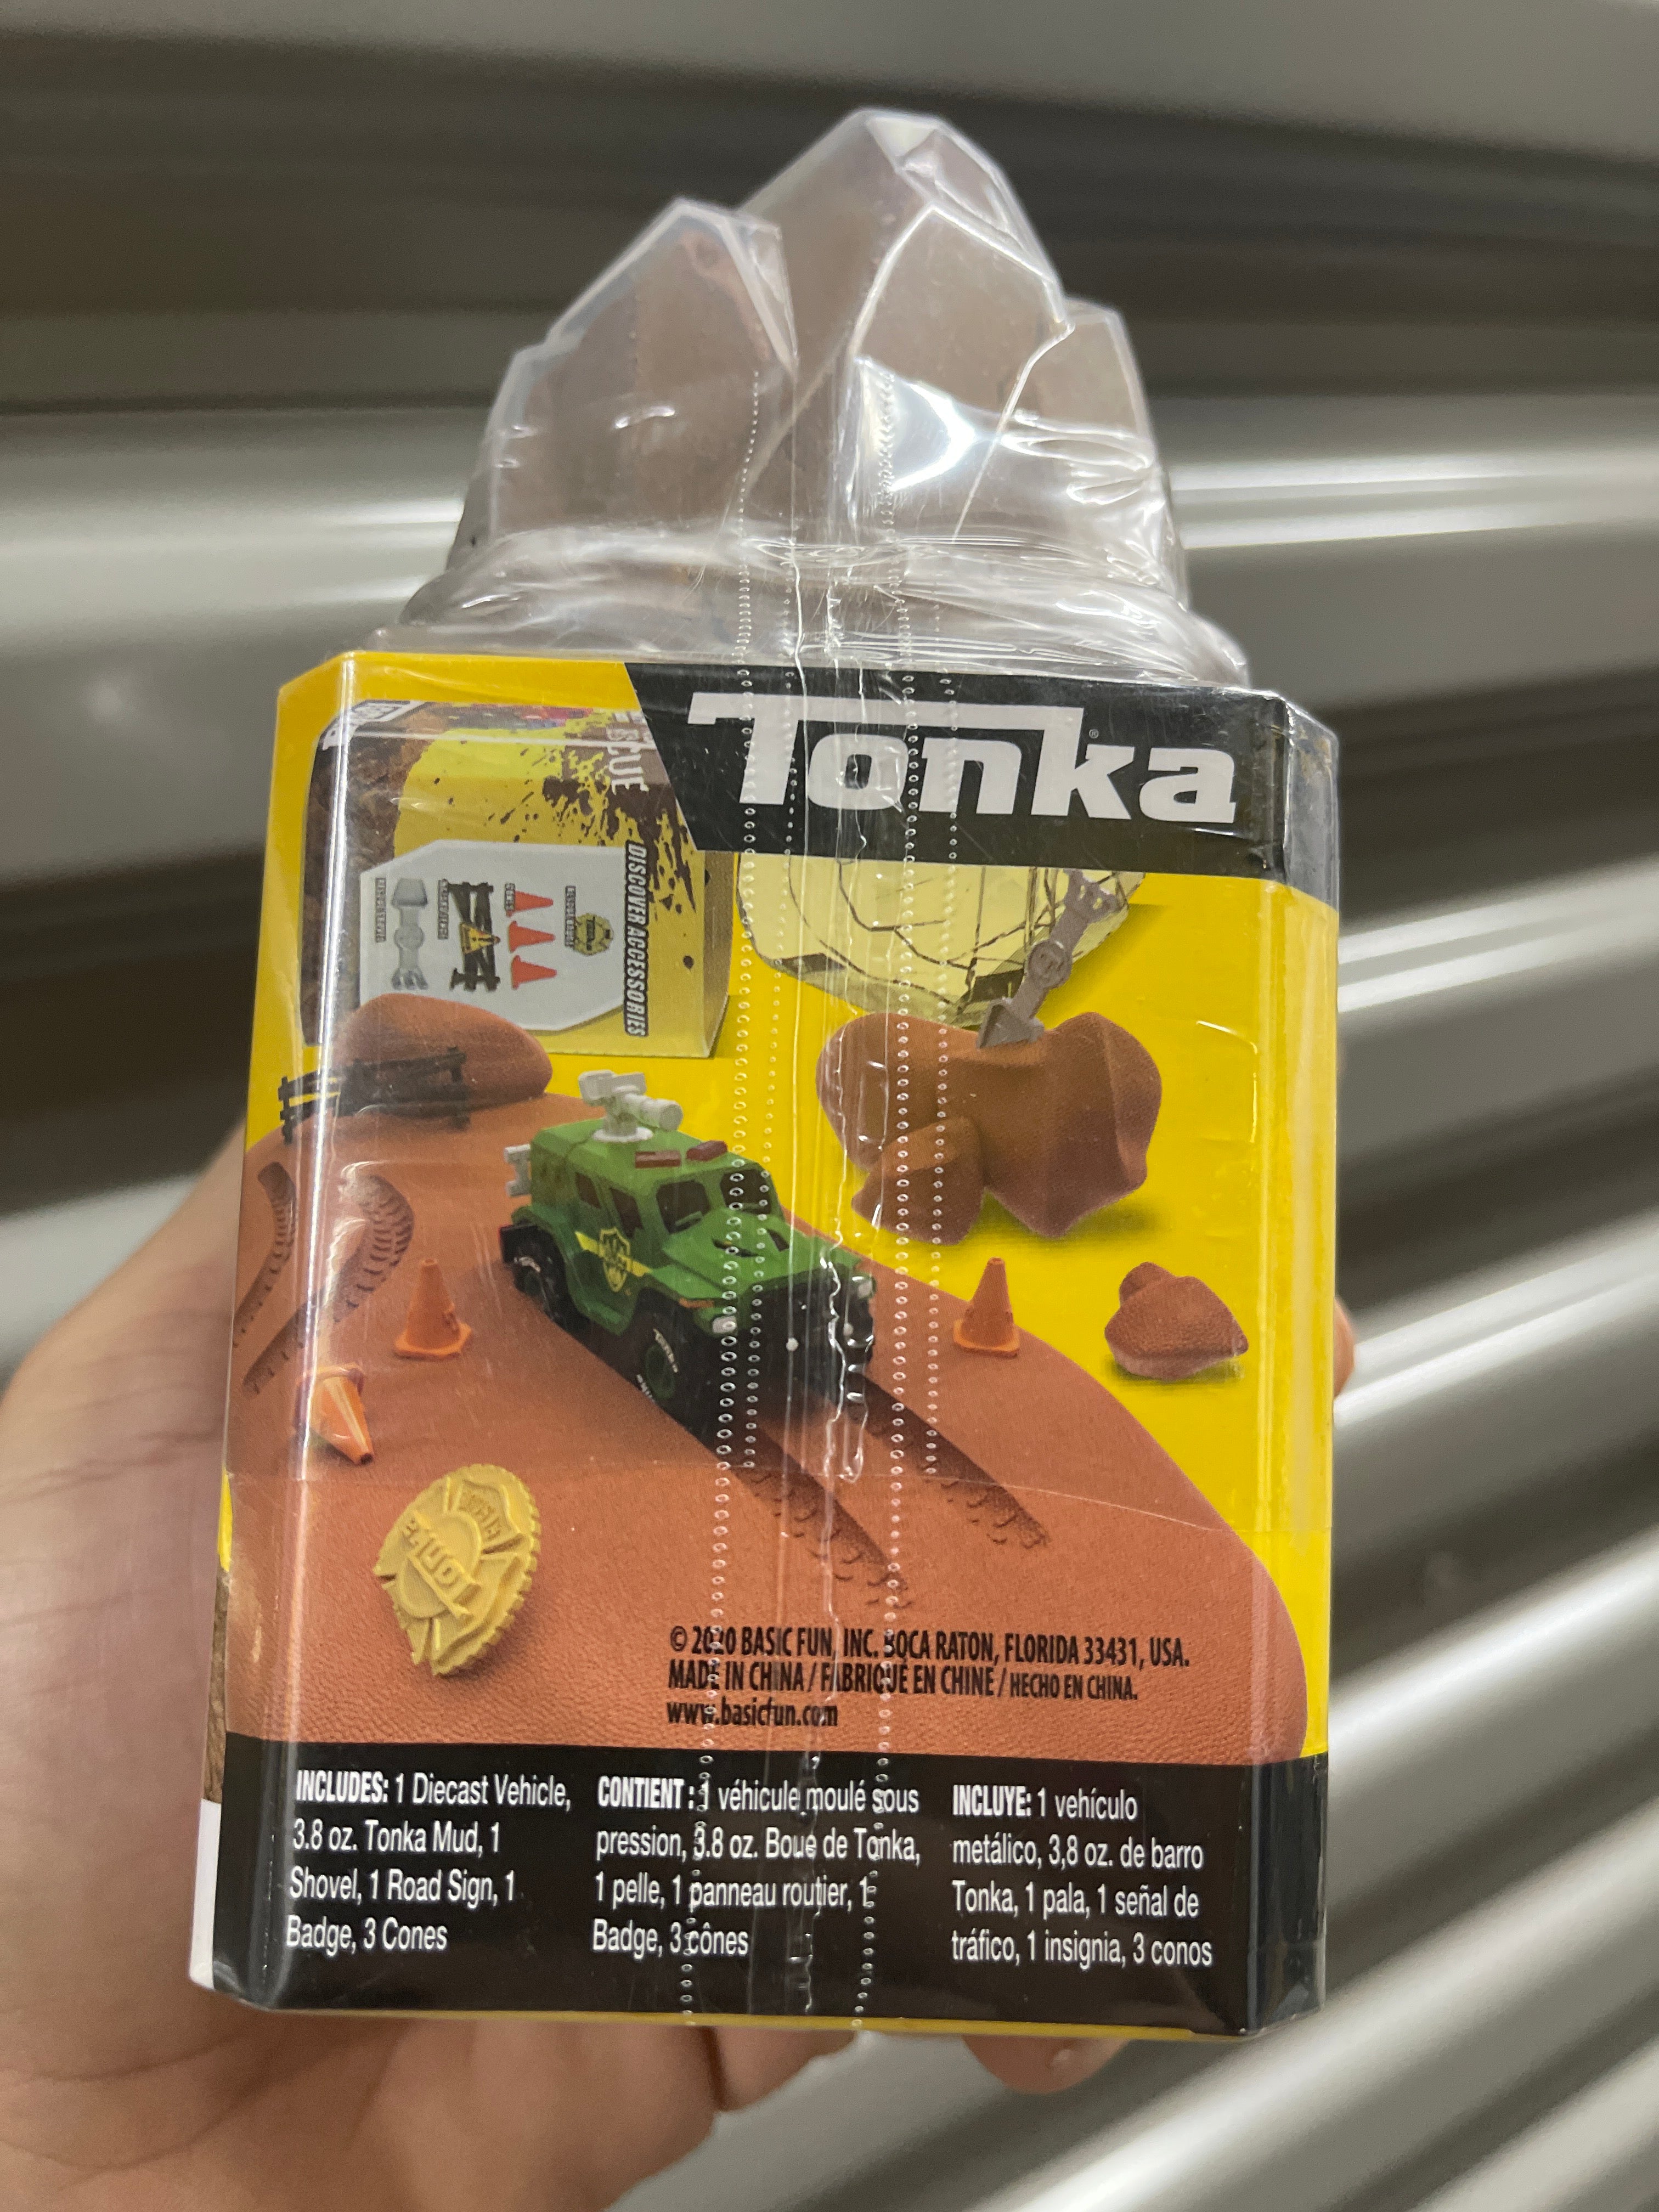 Tonka®
DISCOVER ACCESSORIES
CONES
© 2020 BASIC FUN, INC. BOCA RATON, FLORIDA 33431, USA.
MADE IN CHINA / FABRIQUÉ EN CHINE / HECHO EN CHINA.
www.basicfun.com
INCLUDES: 1 Diecast Vehicle,
3.8 oz. Tonka Mud, 1
Shovel, 1 Road Sign, 1
Badge, 3 Cones
CONTIENT : 1 véhicule moulé sous
pression, 3.8 oz. Boue de Tonka,
1 pelle, 1 panneau routier, 1
Badge, 3 cônes
INCLUYE: 1 vehículo
metálico, 3,8 oz. de barro
Tonka, 1 pala, 1 señal de
tráfico, 1 insignia, 3 conos